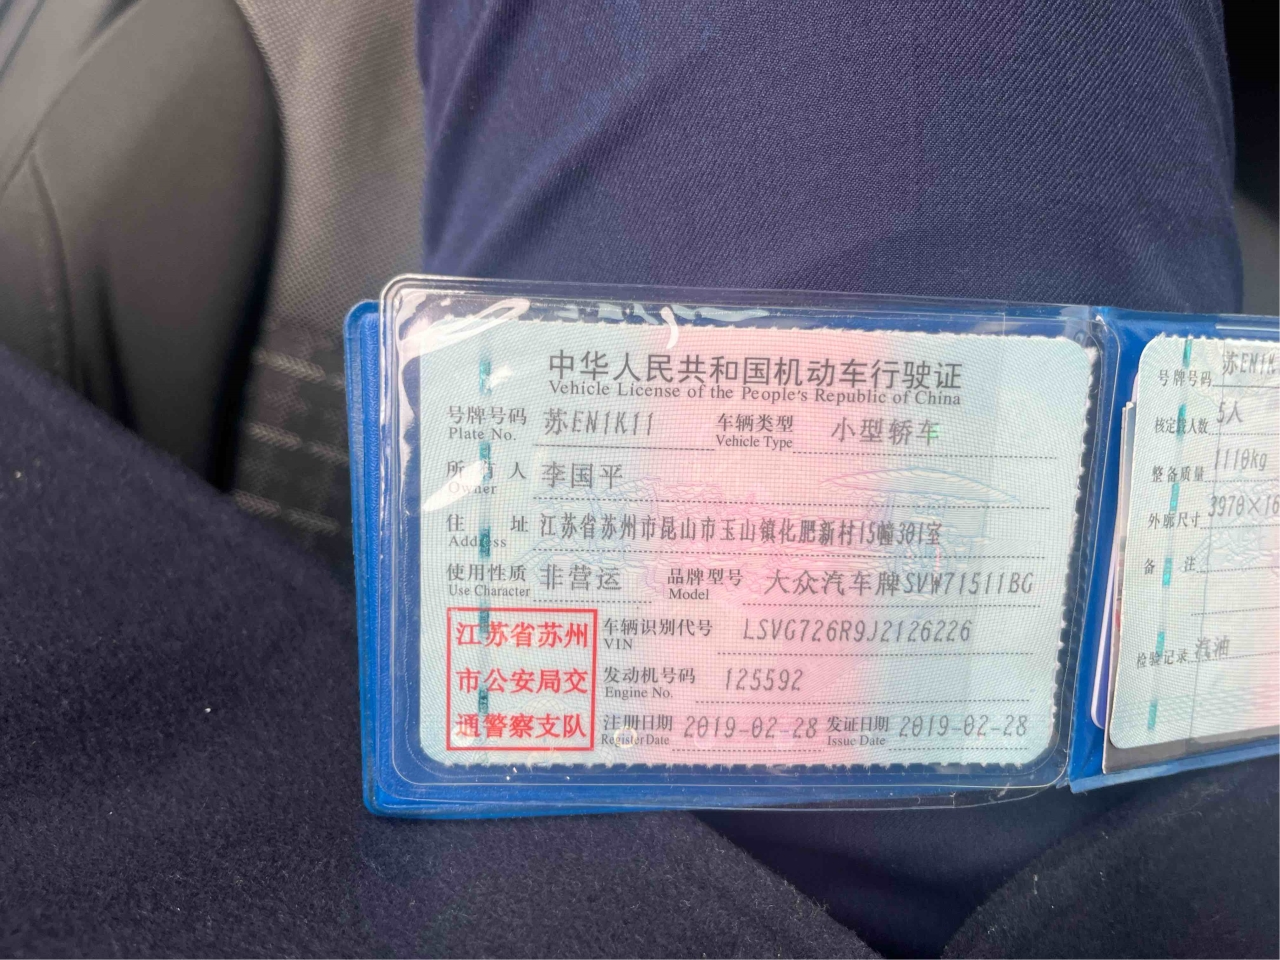 中华人民共和国机动车行驶证
Vehicle License of the People's Republic of China
号牌号码 苏EN1K11 车辆类型 小型轿车
Plate No. Vehicle Type
所有人 李国平
Owner
住址 江苏省苏州市昆山市玉山镇化肥新村15幢301室
Address
使用性质 非营运 品牌型号 大众汽车牌SVW71511BG
Use Character Model
江苏省苏州
市公安局交
通警察支队
车辆识别代号 LSVG726R9J2126226
VIN
发动机号码 125592
Engine No.
注册日期 2019-02-28 发证日期 2019-02-28
Register Date Issue Date
号牌号码 苏EN1K
核定载人数 5人
整备质量 1110kg
外廓尺寸 3970×16
备注
检验记录 汽油